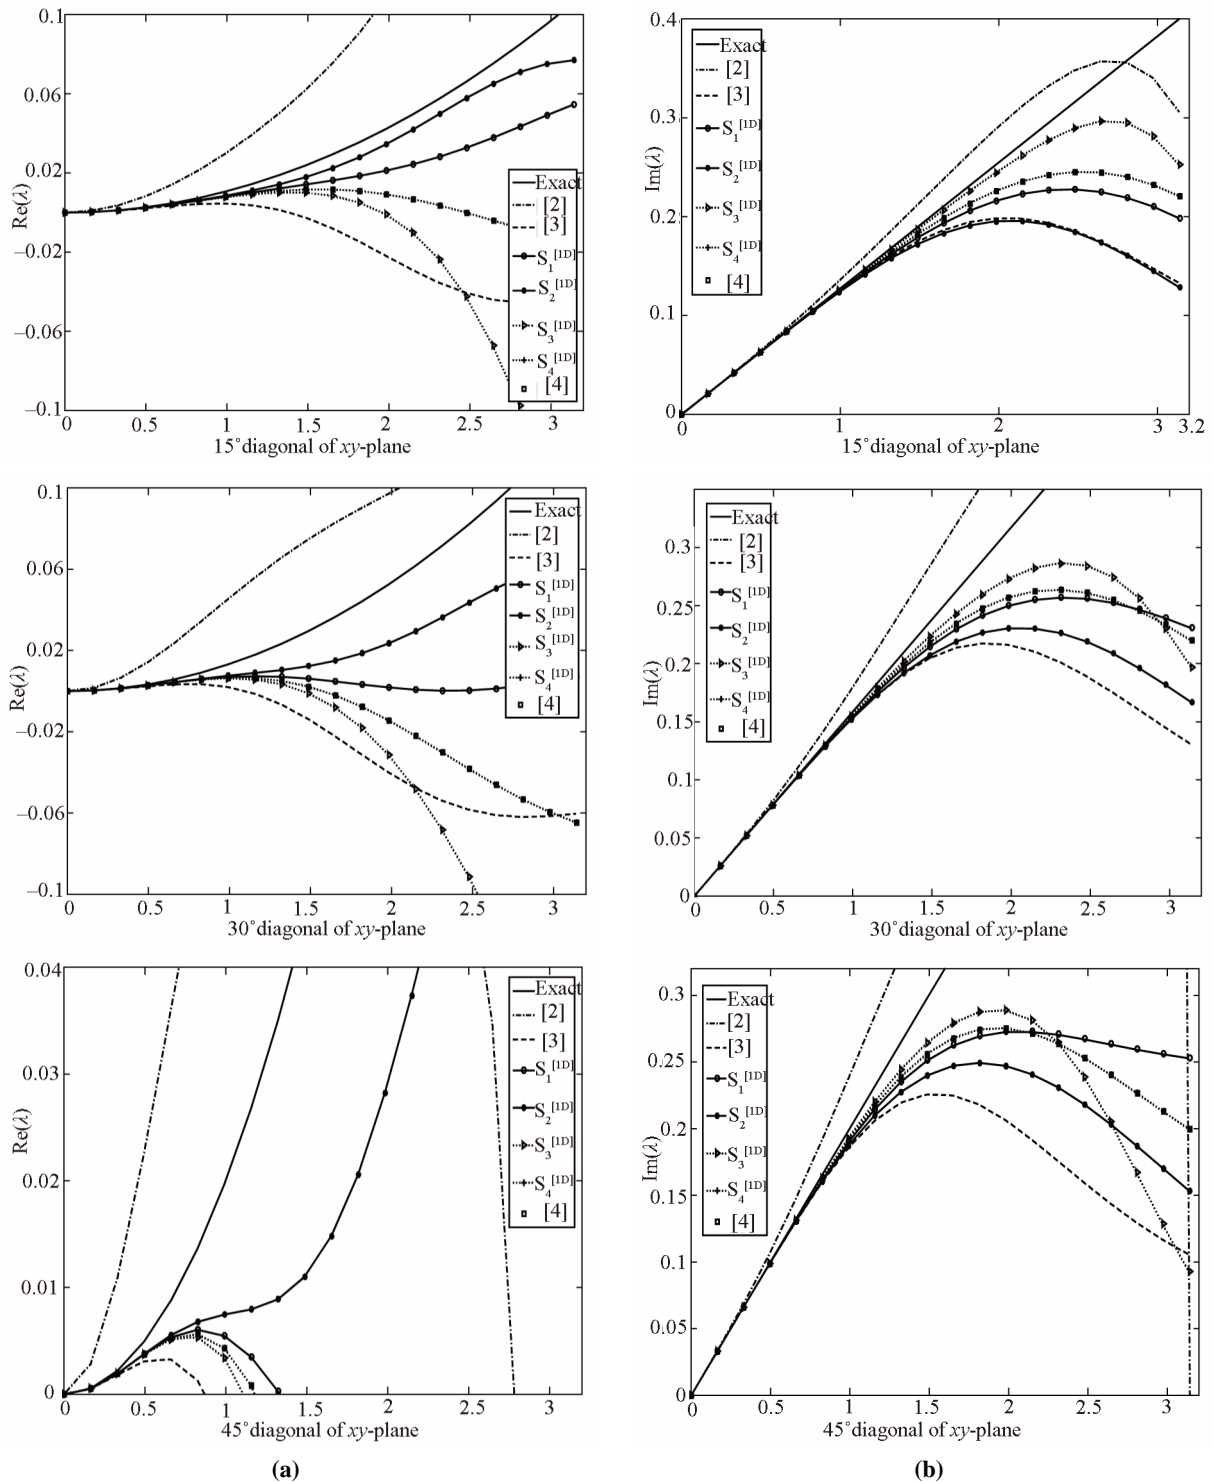 0.1
0.06
0.02
−0.02
−0.06
−0.1
Re(λ)
0 0.5 1 1.5 2 2.5 3
15˚diagonal of xy-plane
Exact
[2]
[3]
S1[1D]
S2[1D]
S3[1D]
S4[1D]
[4]
0.4
0.3
0.2
0.1
0
Im(λ)
0 1 2 3 3.2
15˚diagonal of xy-plane
Exact
[2]
[3]
S1[1D]
S2[1D]
S3[1D]
S4[1D]
[4]
0.1
0.06
0.02
−0.02
−0.06
−0.1
Re(λ)
0 0.5 1 1.5 2 2.5 3
30˚diagonal of xy-plane
Exact
[2]
[3]
S1[1D]
S2[1D]
S3[1D]
S4[1D]
[4]
0.3
0.25
0.2
0.15
0.1
0.05
0
Im(λ)
0 0.5 1 1.5 2 2.5 3
30˚diagonal of xy-plane
Exact
[2]
[3]
S1[1D]
S2[1D]
S3[1D]
S4[1D]
[4]
0.04
0.03
0.02
0.01
0
Re(λ)
0 0.5 1 1.5 2 2.5 3
45˚diagonal of xy-plane
Exact
[2]
[3]
S1[1D]
S2[1D]
S3[1D]
S4[1D]
[4]
0.3
0.25
0.2
0.15
0.1
0.05
0
Im(λ)
0 0.5 1 1.5 2 2.5 3
45˚diagonal of xy-plane
Exact
[2]
[3]
S1[1D]
S2[1D]
S3[1D]
S4[1D]
[4]
(a)
(b)